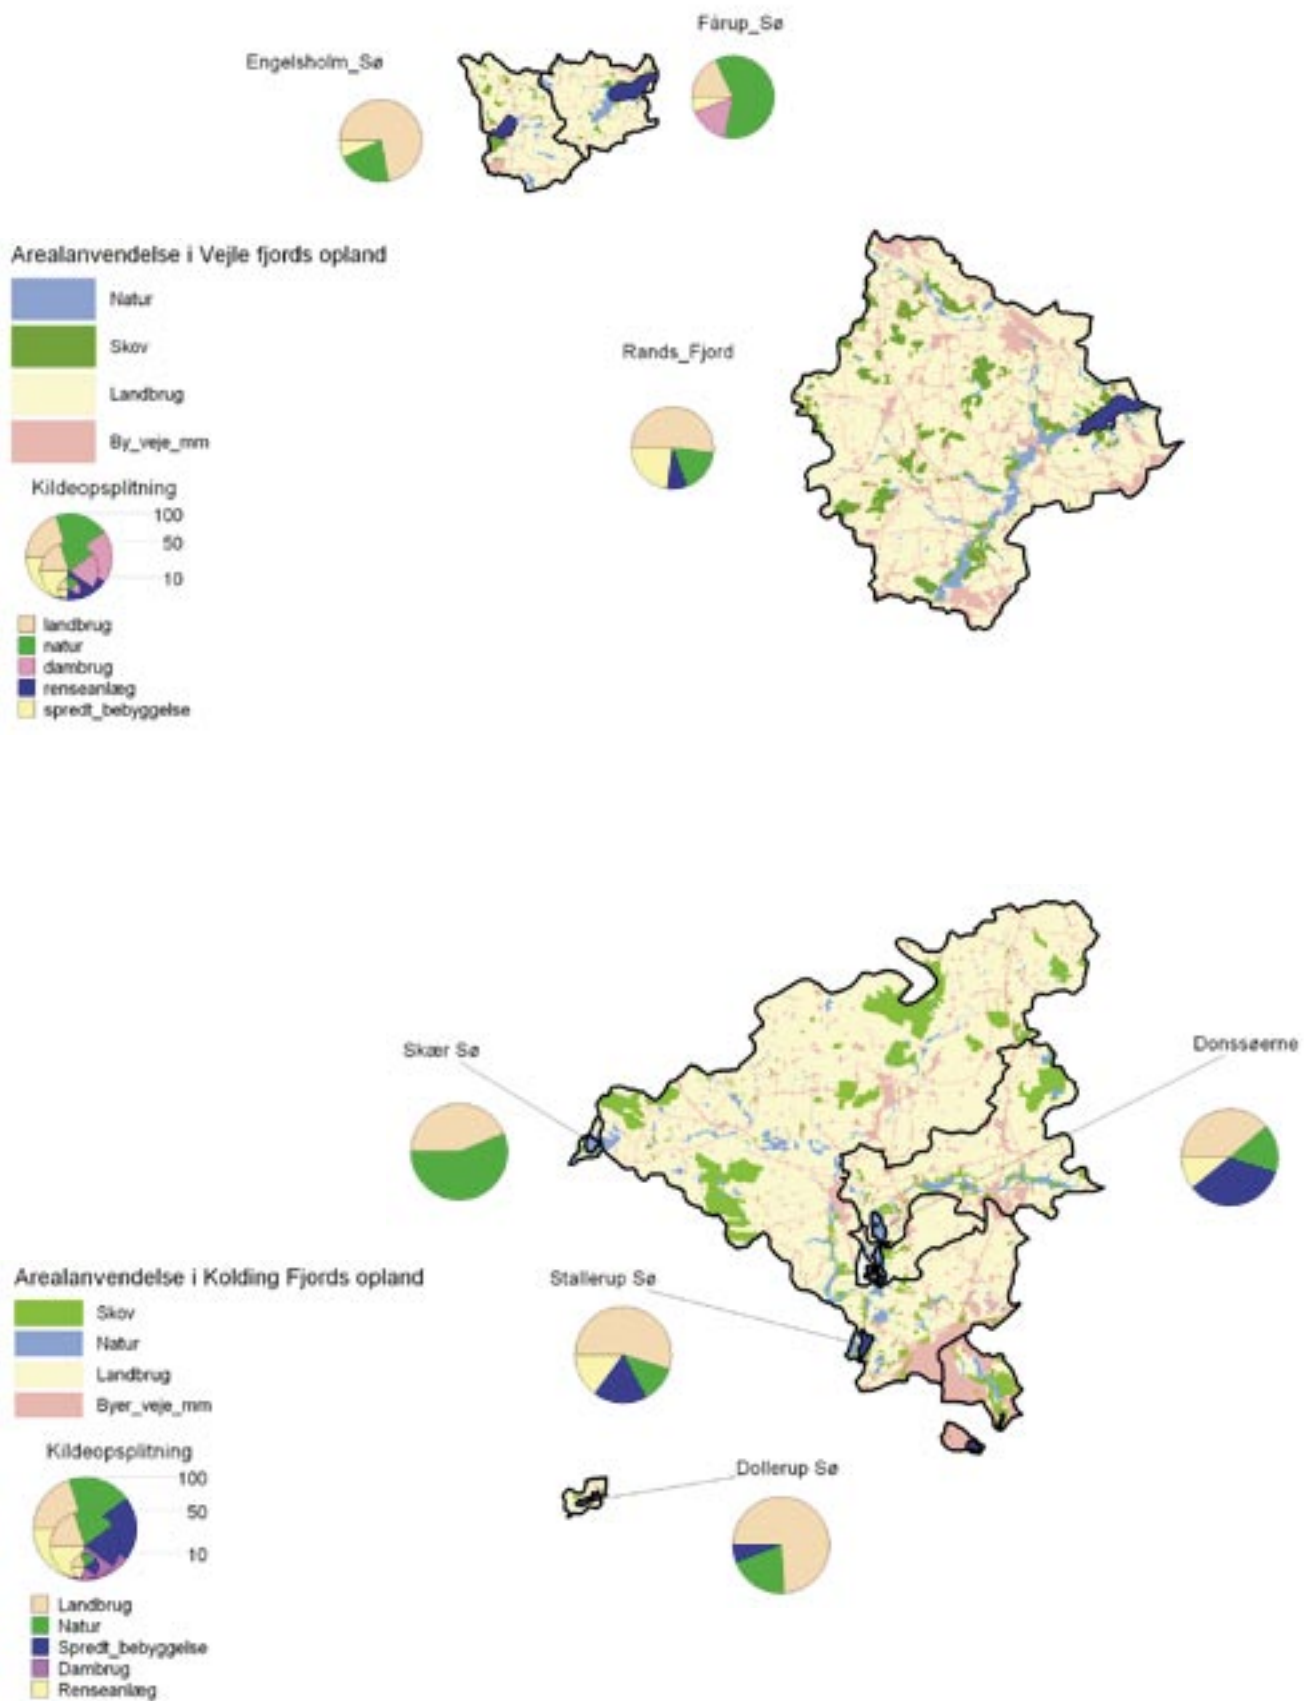 Fårup_Sø
Engelsholm_Sø
Arealanvendelse i Vejle fjords opland
Natur
Skov
Landbrug
By_veje_mm
Rands_Fjord
Kildeopsplitning
100
50
10
landbrug
natur
dambrug
renseanlæg
spredt_bebyggelse
Skær Sø
Donssøerne
Arealanvendelse i Kolding Fjords opland
Skov
Natur
Landbrug
Byer_veje_mm
Stallerup Sø
Kildeopsplitning
100
50
10
Dollerup Sø
Landbrug
Natur
Spredt_bebyggelse
Dambrug
Renseanlæg